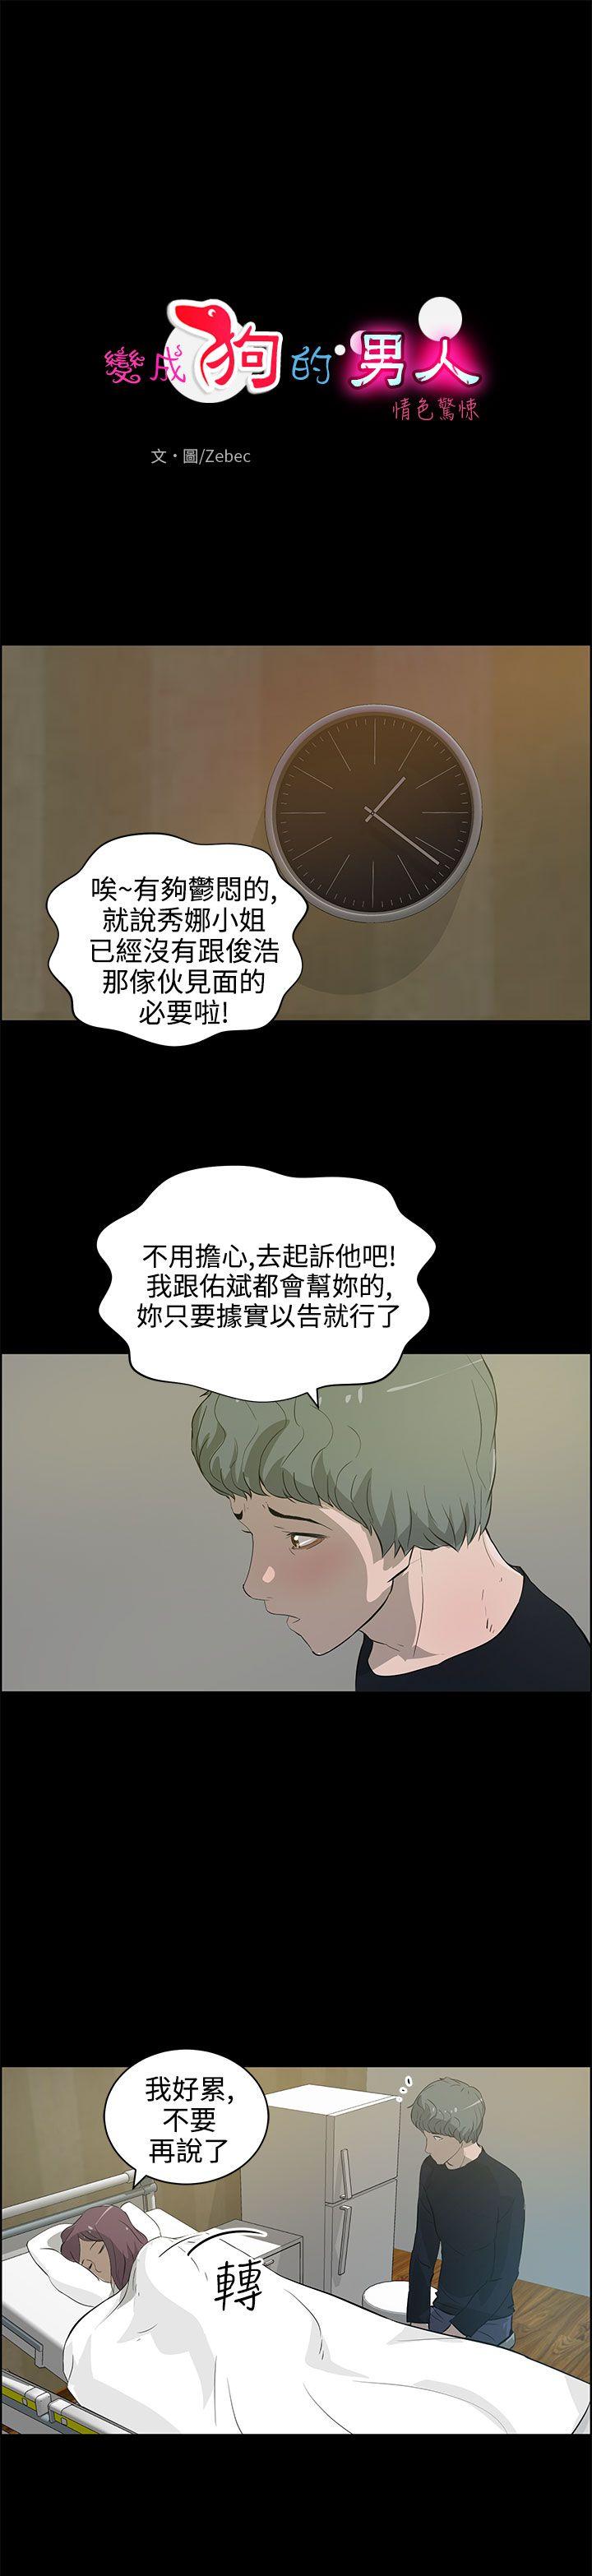 變成狗的男人
情色驚悚
文・圖/Zebec
唉~有夠鬱悶的,
就說秀娜小姐
已經沒有跟俊浩
那傢伙見面的
必要啦!
不用擔心,去起訴他吧!
我跟佑斌都會幫妳的,
妳只要據實以告就行了
我好累,
不要
再說了
轉